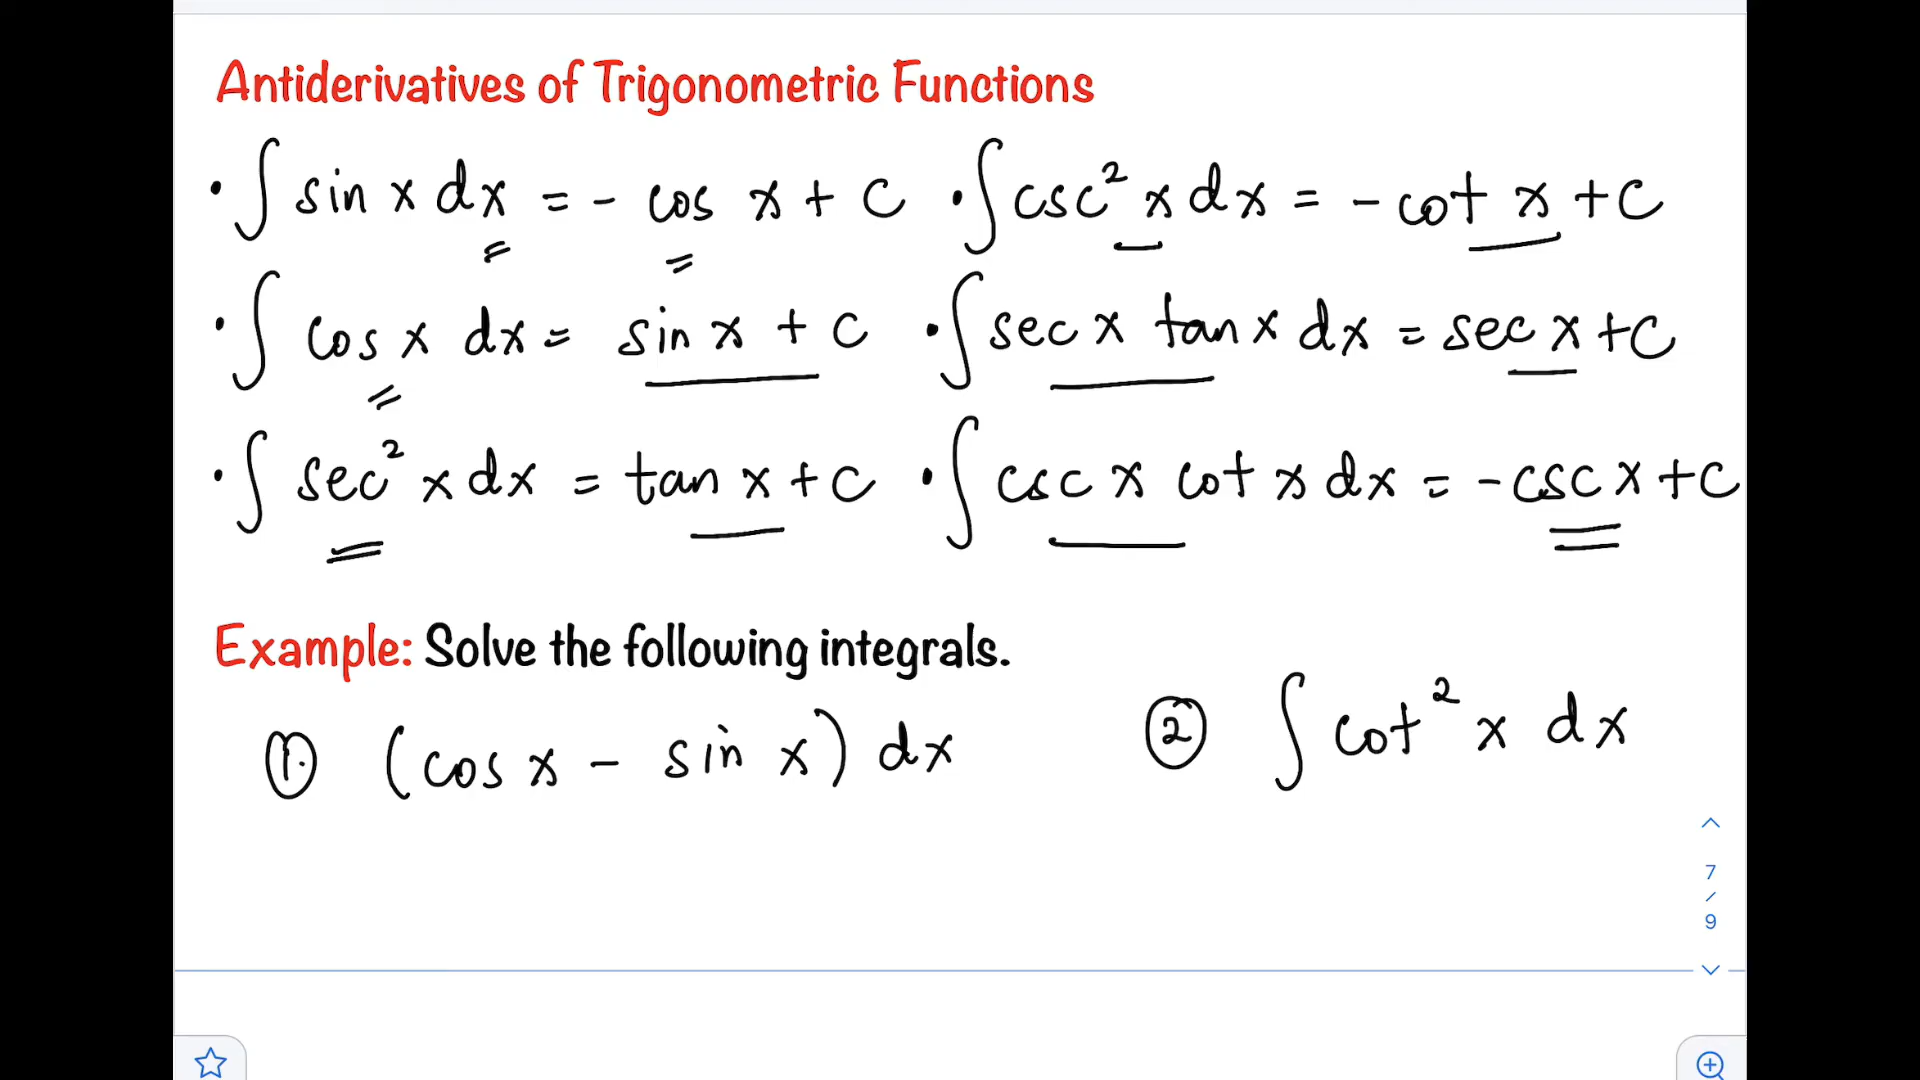 Antiderivatives of Trigonometric Functions
• ∫ sin x dx = - cos x + C • ∫ csc² x dx = - cot x + C
• ∫ cos x dx = sin x + C • ∫ sec x tan x dx = sec x + C
• ∫ sec² x dx = tan x + C • ∫ csc x cot x dx = - csc x + C
Example: Solve the following integrals.
① (cos x - sin x) dx ② ∫ cot² x dx
7
/
9